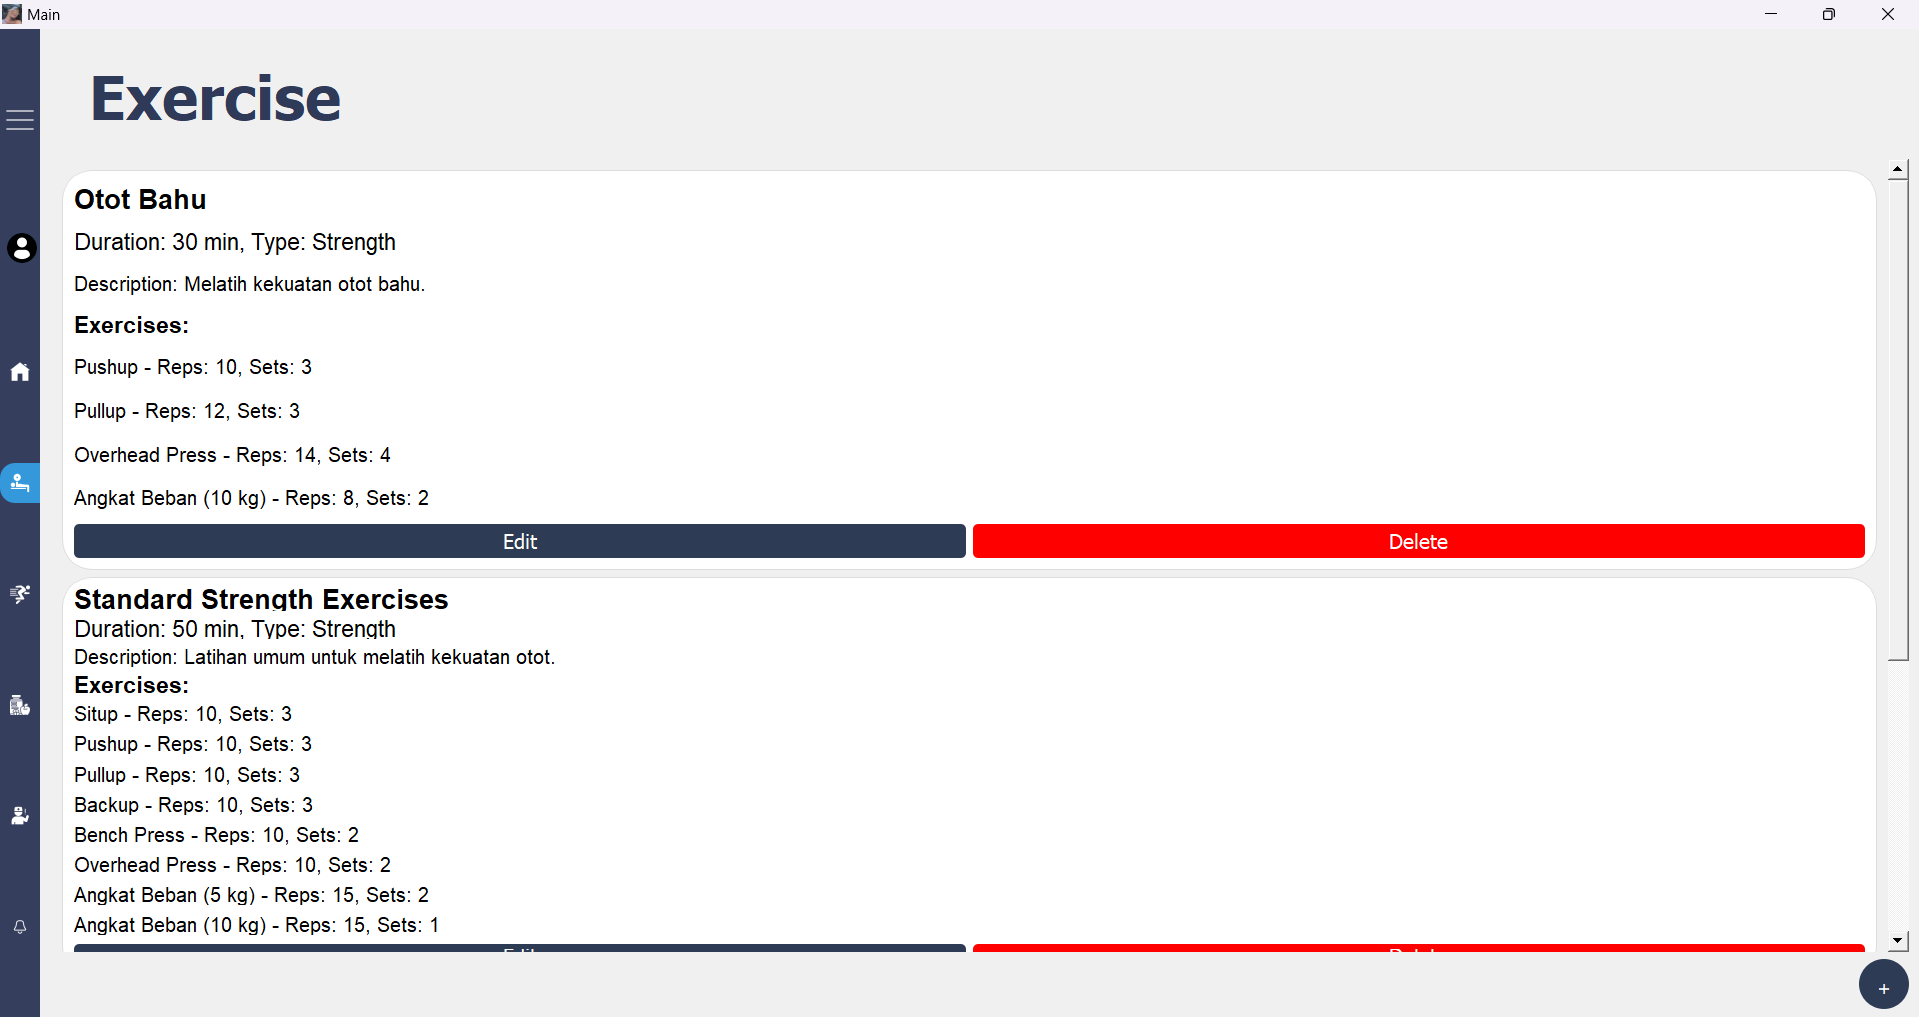 Main
Exercise
Otot Bahu
Duration: 30 min, Type: Strength
Description: Melatih kekuatan otot bahu.
Exercises:
Pushup - Reps: 10, Sets: 3
Pullup - Reps: 12, Sets: 3
Overhead Press - Reps: 14, Sets: 4
Angkat Beban (10 kg) - Reps: 8, Sets: 2
Edit Delete
Standard Strength Exercises
Duration: 50 min, Type: Strength
Description: Latihan umum untuk melatih kekuatan otot.
Exercises:
Situp - Reps: 10, Sets: 3
Pushup - Reps: 10, Sets: 3
Pullup - Reps: 10, Sets: 3
Backup - Reps: 10, Sets: 3
Bench Press - Reps: 10, Sets: 2
Overhead Press - Reps: 10, Sets: 2
Angkat Beban (5 kg) - Reps: 15, Sets: 2
Angkat Beban (10 kg) - Reps: 15, Sets: 1
+